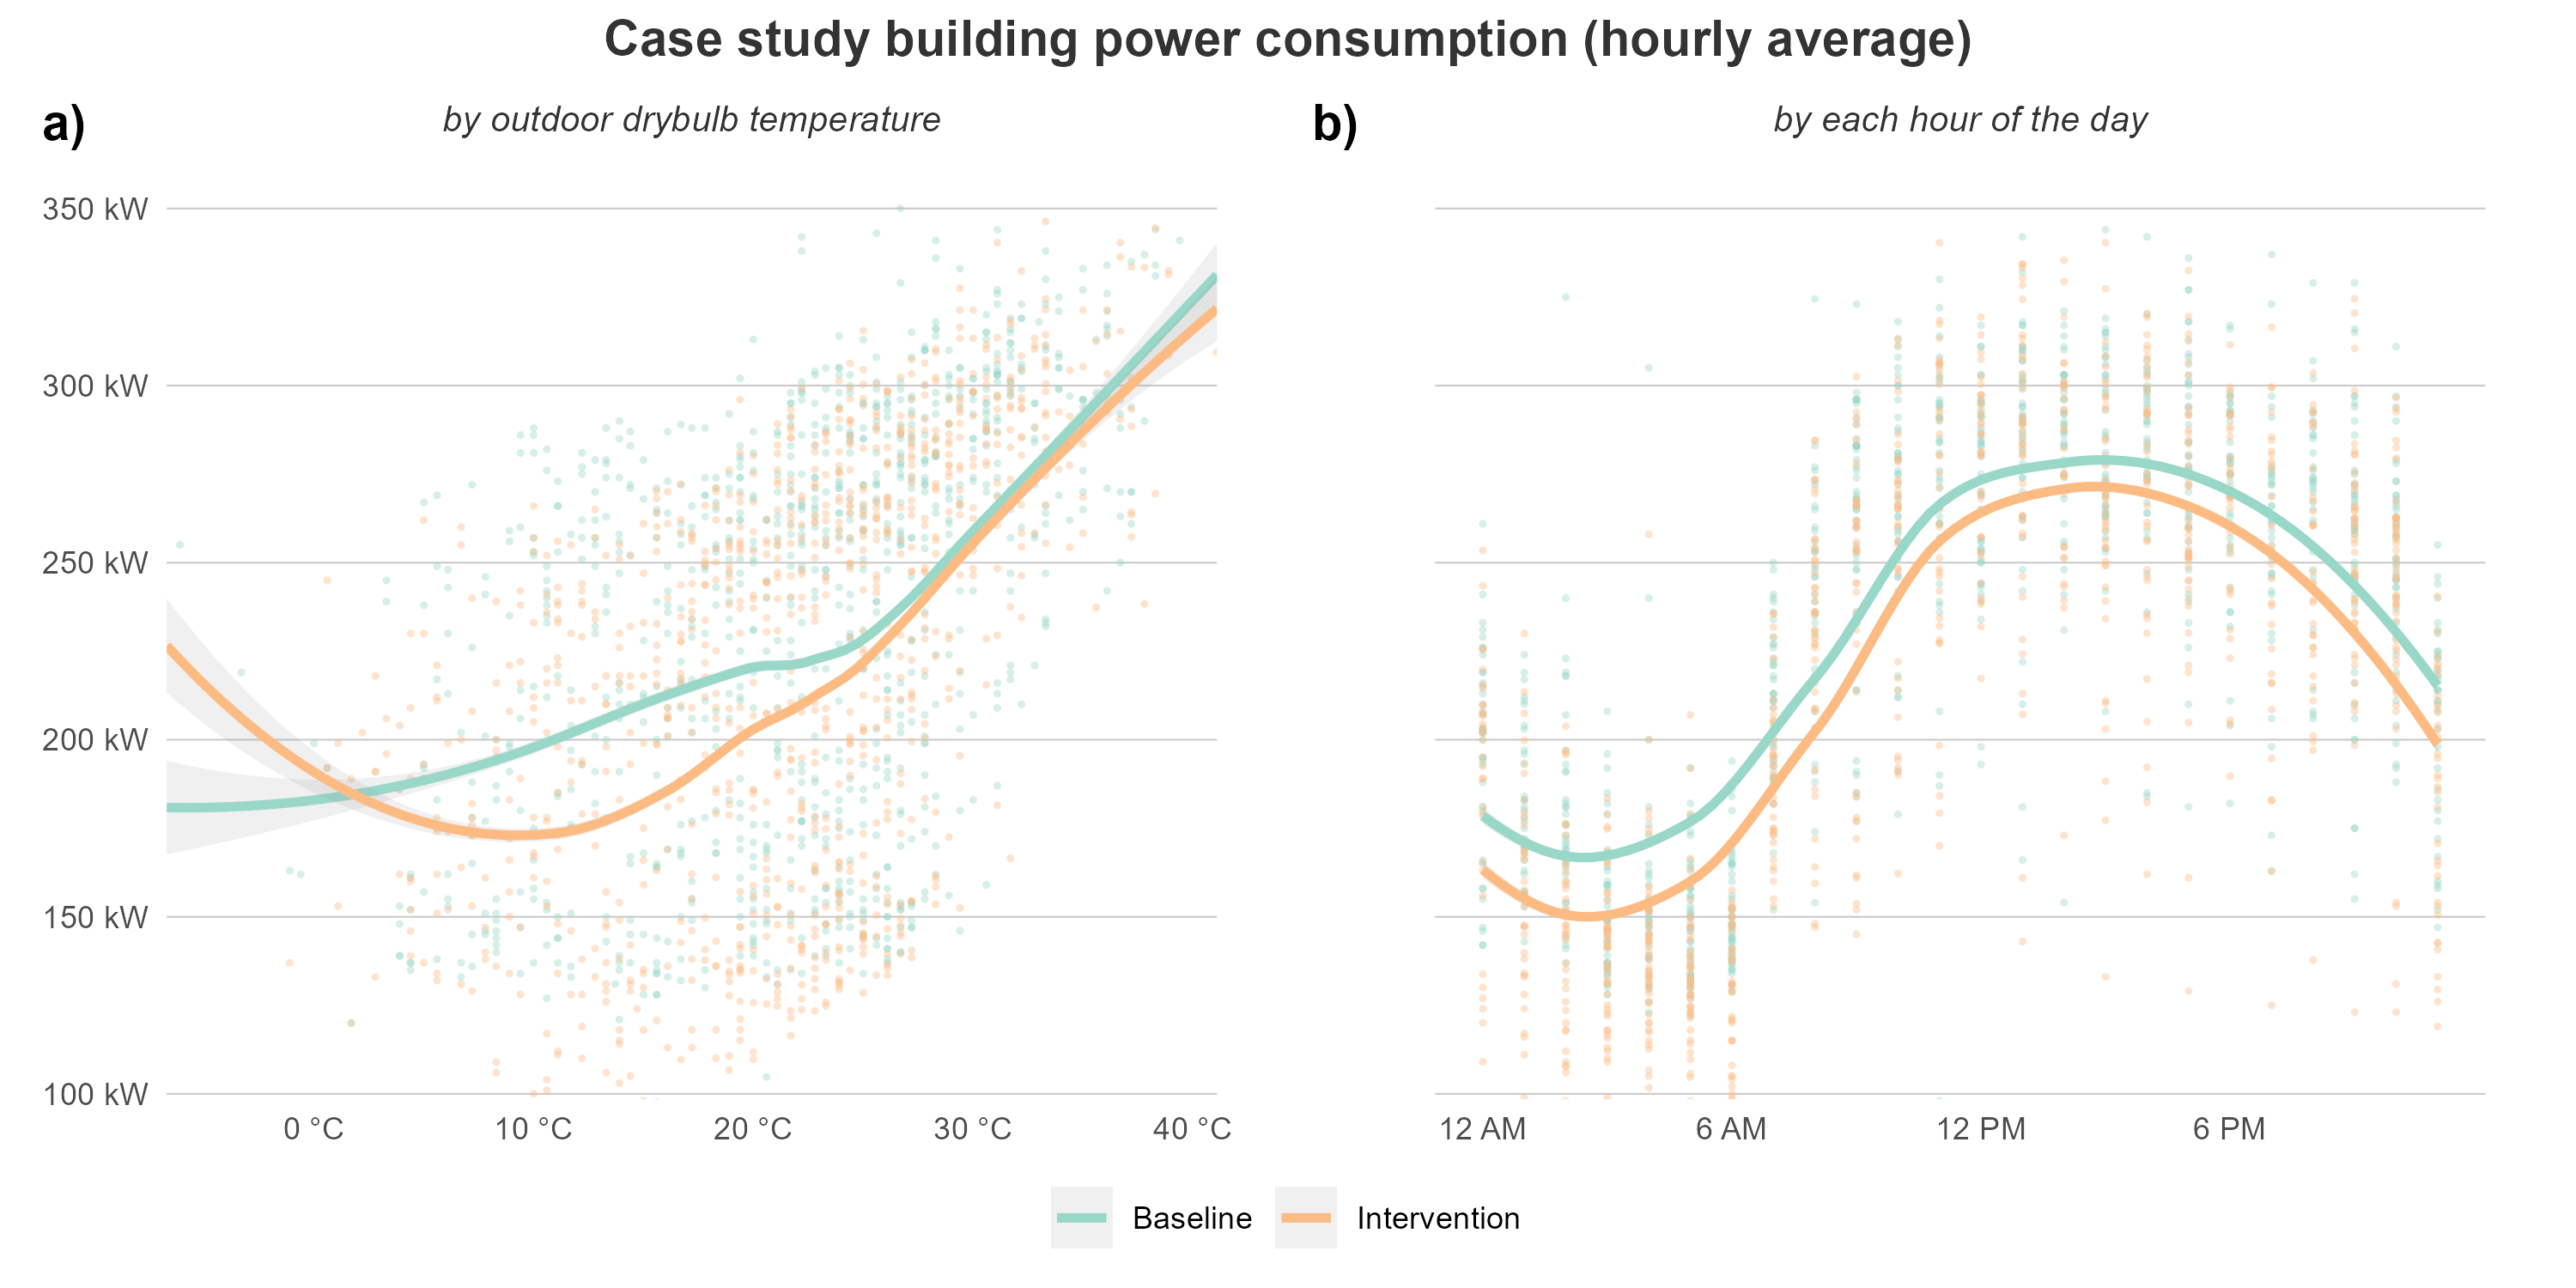 Case study building power consumption (hourly average)
a)
by outdoor drybulb temperature
b)
by each hour of the day
350 kW
300 kW
250 kW
200 kW
150 kW
100 kW
0 °C 10 °C 20 °C 30 °C 40 °C
12 AM 6 AM 12 PM 6 PM
Baseline Intervention